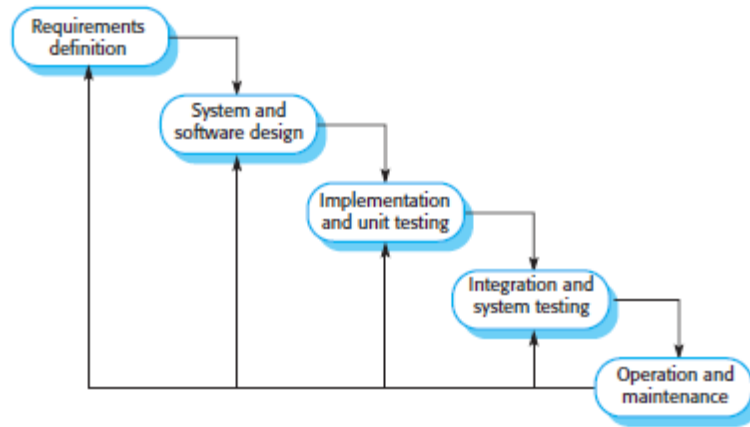 Requirements
definition
System and
software design
Implementation
and unit testing
Integration and
system testing
Operation and
maintenance